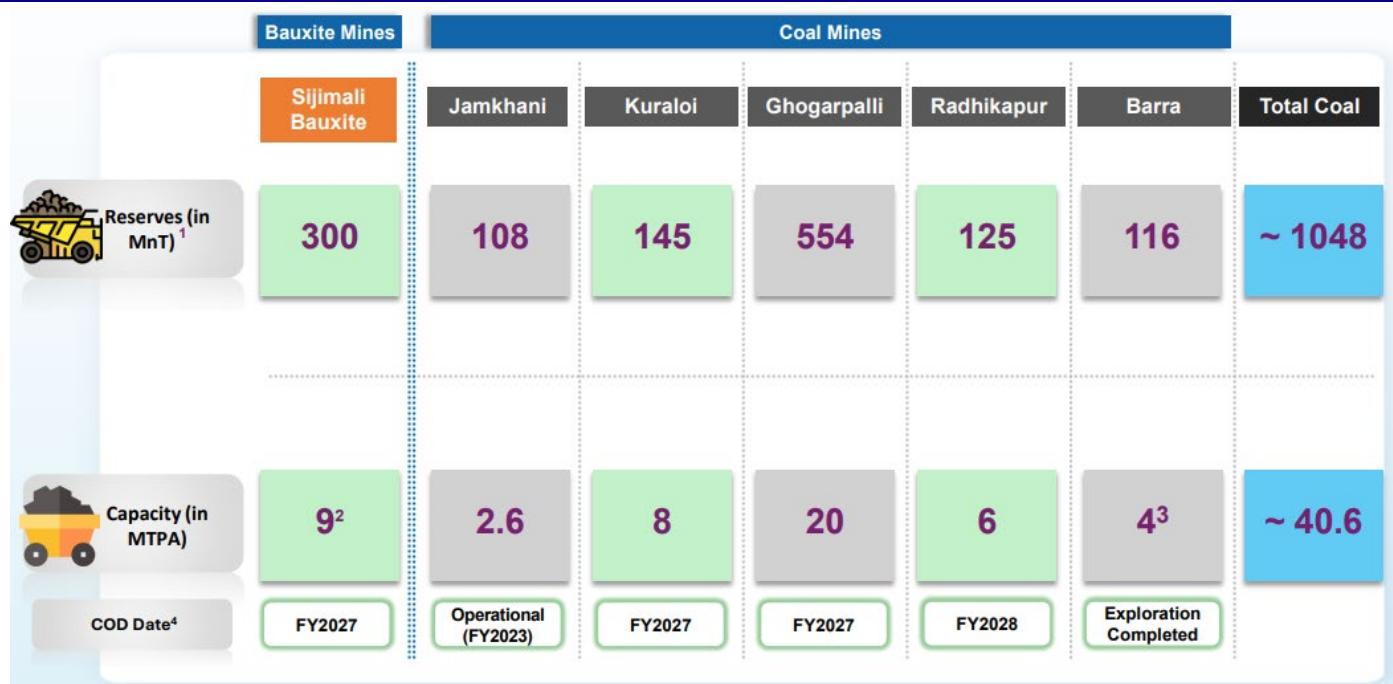 Bauxite Mines
Coal Mines
Sijimali
Bauxite
Jamkhani
Kuraloi
Ghogarpalli
Radhikapur
Barra
Total Coal
Reserves (in
MnT) 1
300
108
145
554
125
116
~ 1048
Capacity (in
MTPA)
9²
2.6
8
20
6
4³
~ 40.6
COD Date⁴
FY2027
Operational
(FY2023)
FY2027
FY2027
FY2028
Exploration
Completed